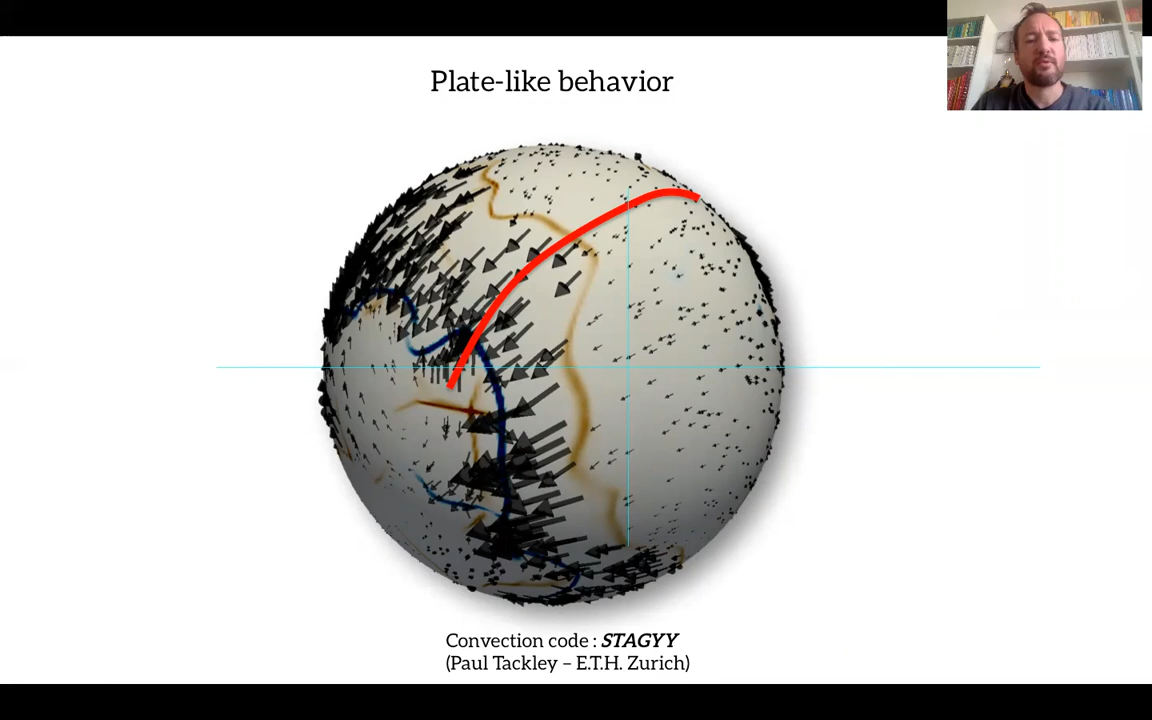 Plate-like behavior
Convection code : STAGYY
(Paul Tackley – E.T.H. Zurich)